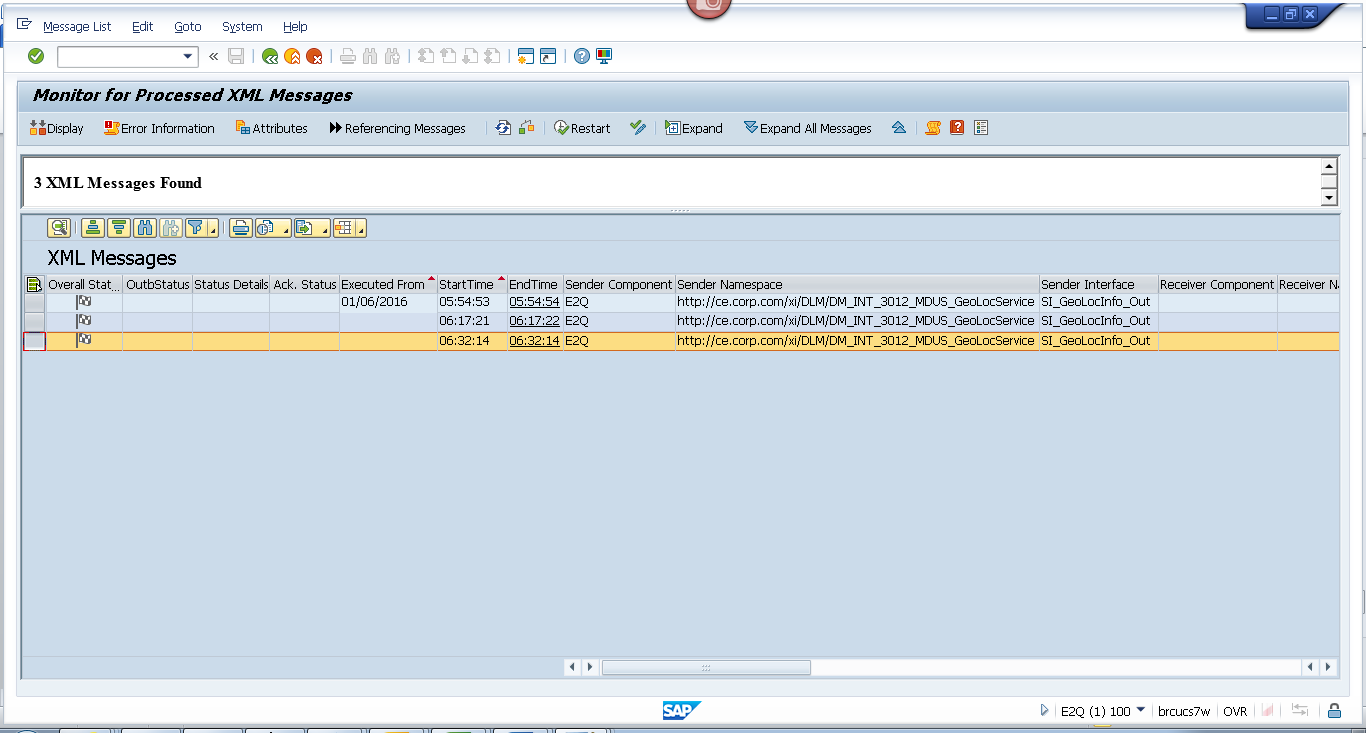 Message List Edit Goto System Help
Monitor for Processed XML Messages
Display Error Information Attributes Referencing Messages Restart Expand Expand All Messages
3 XML Messages Found
XML Messages
Overall Stat... OutbStatus Status Details Ack. Status Executed From StartTime EndTime Sender Component Sender Namespace Sender Interface Receiver Component Receiver Na
01/06/2016 05:54:53 05:54:54 E2Q http://ce.corp.com/xi/DLM/DM_INT_3012_MDUS_GeoLocService SI_GeoLocInfo_Out
06:17:21 06:17:22 E2Q http://ce.corp.com/xi/DLM/DM_INT_3012_MDUS_GeoLocService SI_GeoLocInfo_Out
06:32:14 06:32:14 E2Q http://ce.corp.com/xi/DLM/DM_INT_3012_MDUS_GeoLocService SI_GeoLocInfo_Out
SAP E2Q (1) 100 brcucs7w OVR